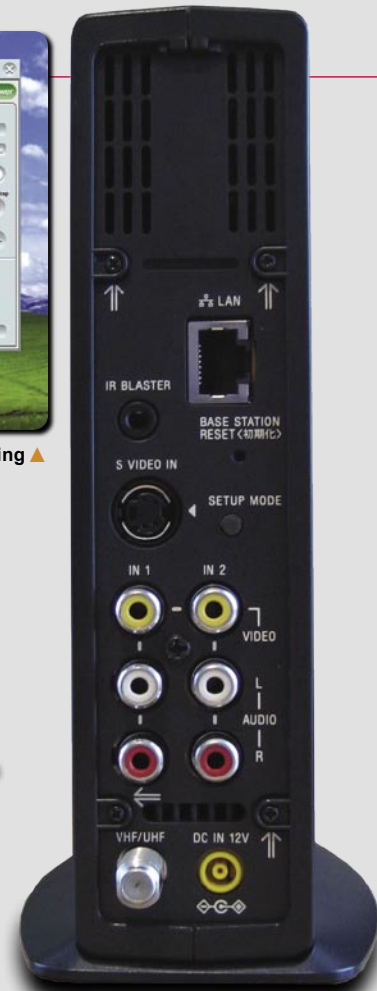 LAN
IR BLASTER
BASE STATION
RESET<初期化>
S VIDEO IN
SETUP MODE
IN 1 IN 2
VIDEO
L
AUDIO
R
VHF/UHF DC IN 12V
ing